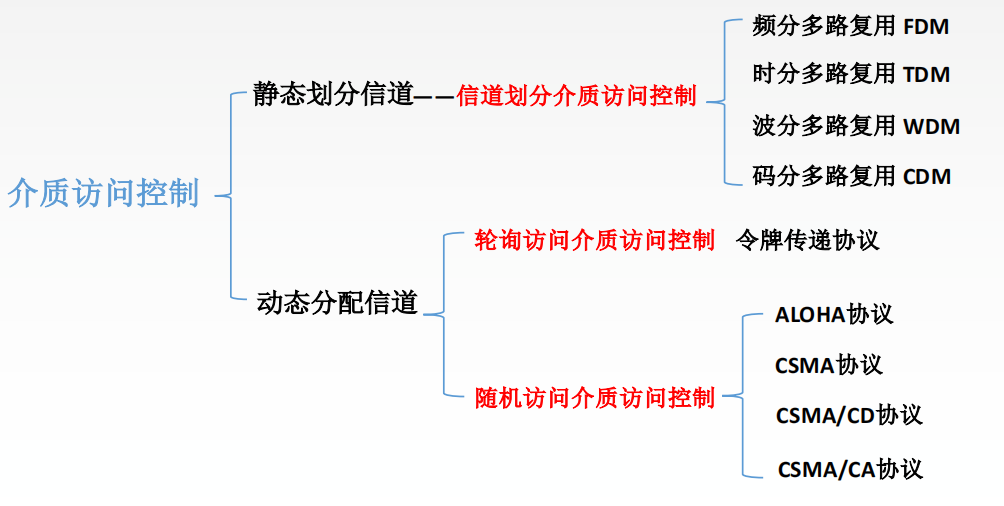 介质访问控制
静态划分信道——信道划分介质访问控制
频分多路复用 FDM
时分多路复用 TDM
波分多路复用 WDM
码分多路复用 CDM
动态分配信道
轮询访问介质访问控制 令牌传递协议
随机访问介质访问控制
ALOHA协议
CSMA协议
CSMA/CD协议
CSMA/CA协议